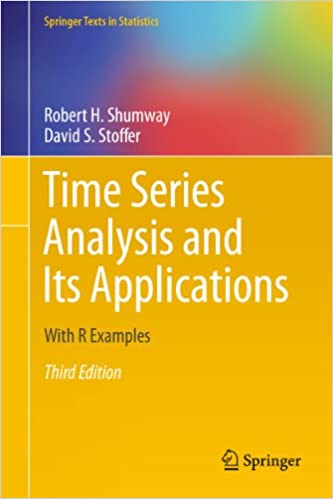 Springer Texts in Statistics
Robert H. Shumway
David S. Stoffer
Time Series
Analysis and
Its Applications
With R Examples
Third Edition
Springer